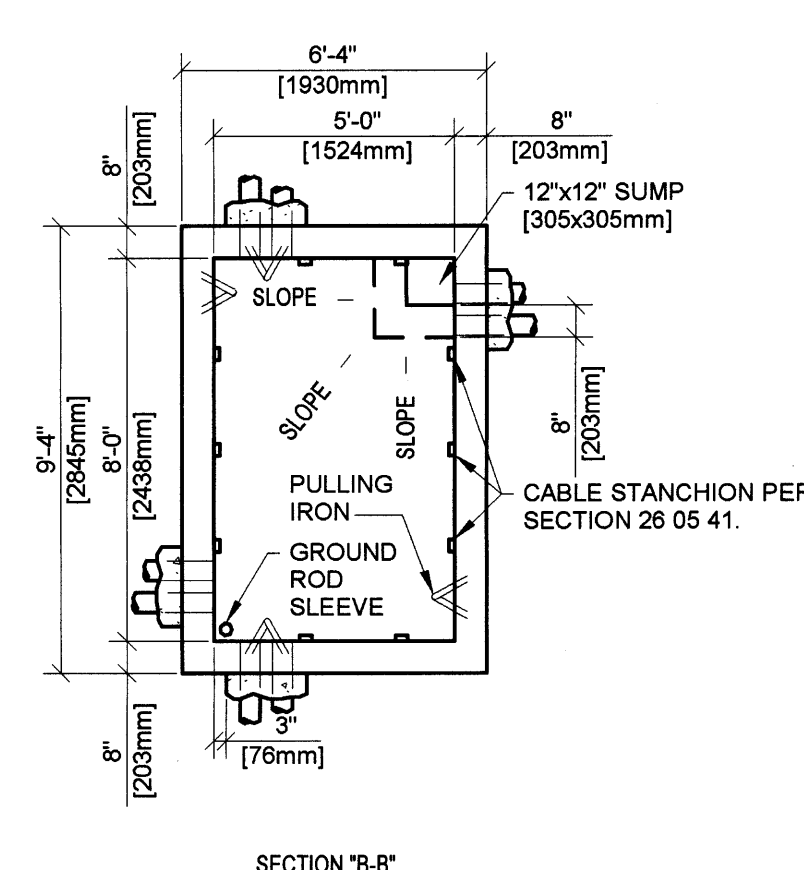 6'-4"
[1930mm]
5'-0"
[1524mm]
8"
[203mm]
8"
[203mm]
12"x12" SUMP
[305x305mm]
SLOPE
SLOPE
SLOPE
9'-4"
[2845mm]
8'-0"
[2438mm]
8"
[203mm]
PULLING
IRON
CABLE STANCHION PER
SECTION 26 05 41.
GROUND
ROD
SLEEVE
3"
[76mm]
8"
[203mm]
SECTION "B-B"